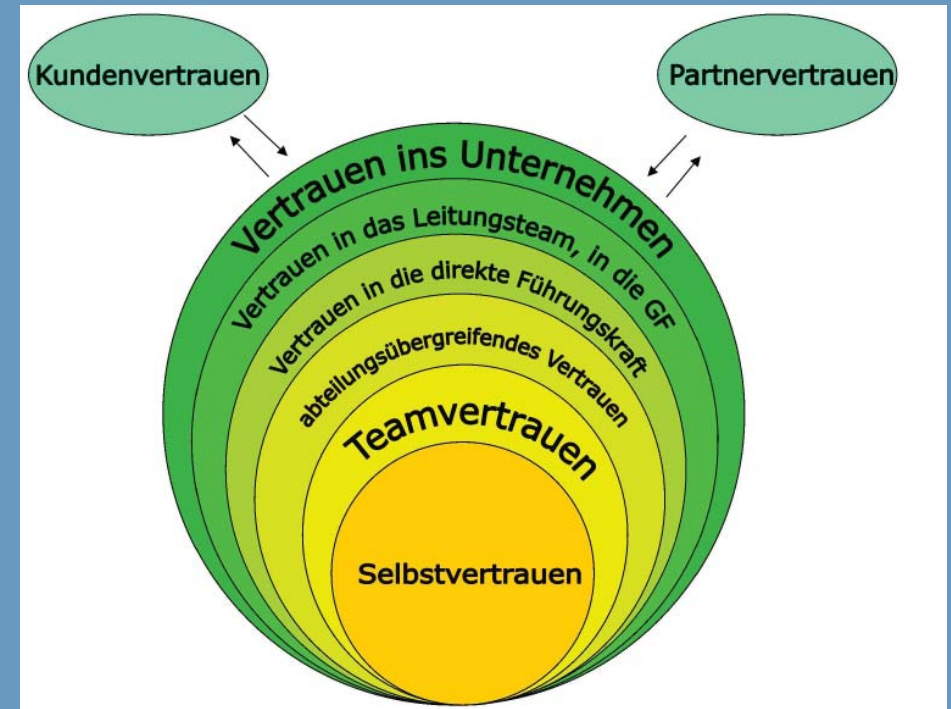 Kundenvertrauen
Partnervertrauen
Vertrauen ins Unternehmen
Vertrauen in das Leitungsteam, in die GF
Vertrauen in die direkte Führungskraft
abteilungsübergreifendes Vertrauen
Teamvertrauen
Selbstvertrauen